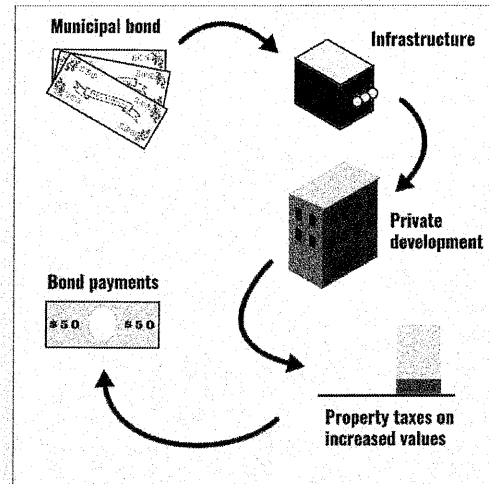 Municipal bond
Infrastructure
Private
development
Bond payments
$50 $50
Property taxes on
increased values